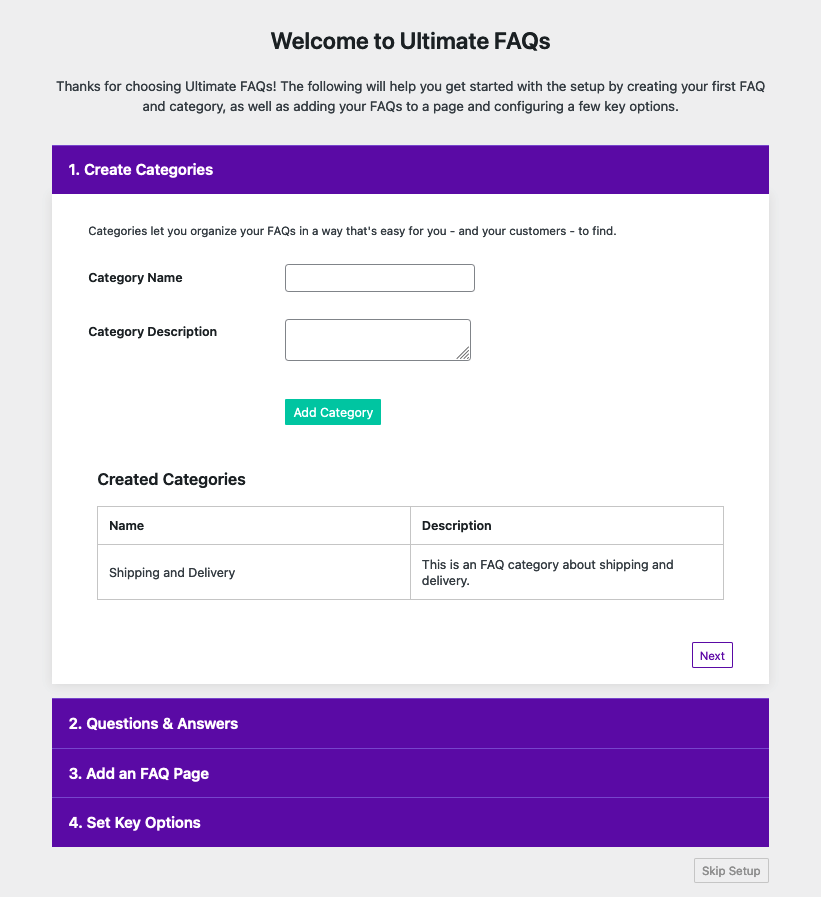 Welcome to Ultimate FAQs
Thanks for choosing Ultimate FAQs! The following will help you get started with the setup by creating your first FAQ
and category, as well as adding your FAQs to a page and configuring a few key options.
1. Create Categories
Categories let you organize your FAQs in a way that's easy for you - and your customers - to find.
Category Name
Category Description
Add Category
Created Categories
Name Description
Shipping and Delivery This is an FAQ category about shipping and
delivery.
Next
2. Questions & Answers
3. Add an FAQ Page
4. Set Key Options
Skip Setup